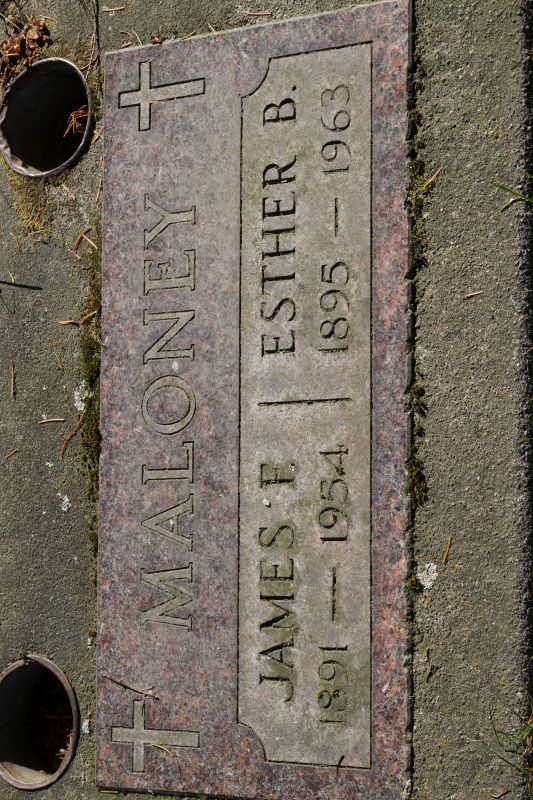 MALONEY
JAMES F.
1891 — 1954
ESTHER B.
1895 — 1963